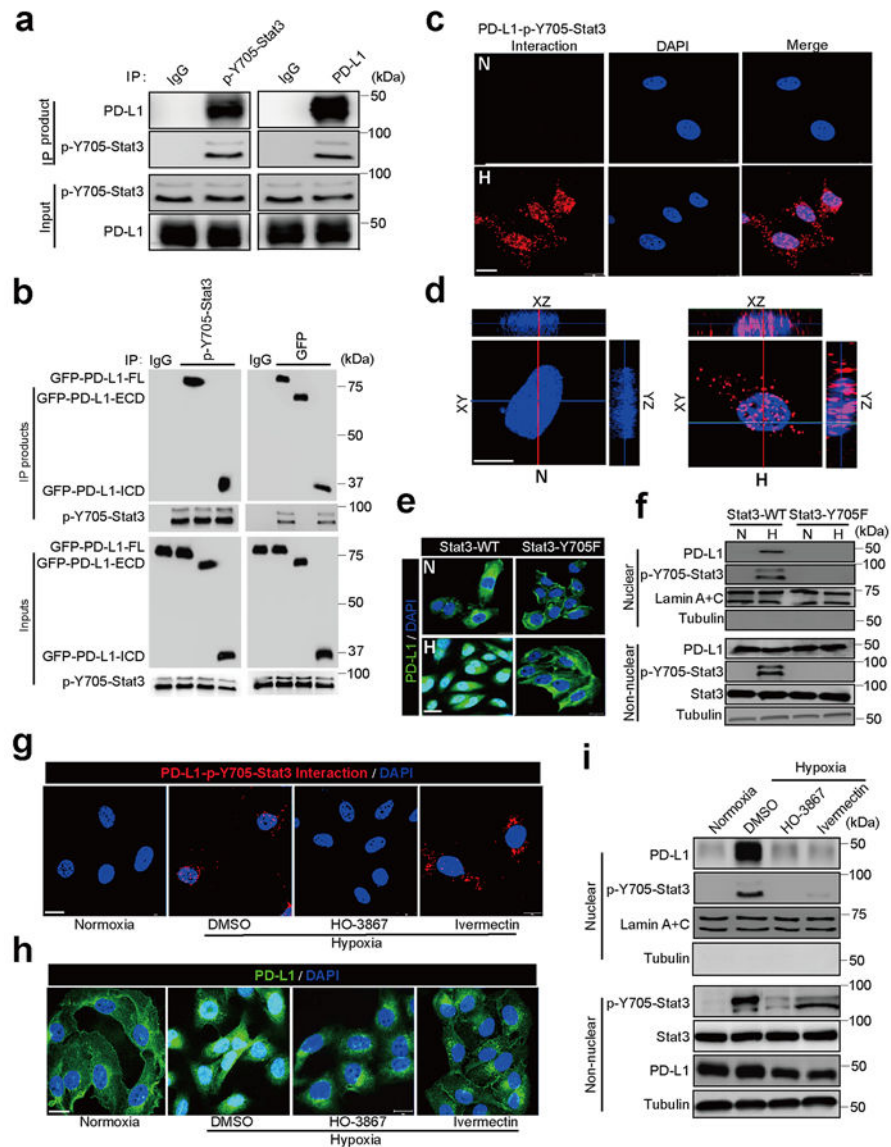 a
IP: IgG p-Y705-Stat3 IgG PD-L1 (kDa)
IP product
PD-L1
50
100
p-Y705-Stat3
Input
p-Y705-Stat3
100
PD-L1
50
b
IP: IgG p-Y705-Stat3 IgG GFP (kDa)
IP products
GFP-PD-L1-FL
75
GFP-PD-L1-ECD
50
GFP-PD-L1-ICD
37
100
p-Y705-Stat3
Inputs
GFP-PD-L1-FL
75
GFP-PD-L1-ECD
50
GFP-PD-L1-ICD
37
100
p-Y705-Stat3
c
PD-L1-p-Y705-Stat3
Interaction DAPI Merge
N
H
d
XZ XZ
XY YZ XY YZ
N H
e
Stat3-WT Stat3-Y705F
PD-L1 / DAPI
N
H
f
Stat3-WT Stat3-Y705F
N H N H (kDa)
Nuclear
PD-L1
50
100
p-Y705-Stat3
75
Lamin A+C
Tubulin
50
Non-nuclear
PD-L1
50
100
p-Y705-Stat3
100
Stat3
Tubulin
50
g
PD-L1-p-Y705-Stat3 Interaction / DAPI
Normoxia DMSO HO-3867 Ivermectin
Hypoxia
h
PD-L1 / DAPI
Normoxia DMSO HO-3867 Ivermectin
Hypoxia
i
Hypoxia
Normoxia DMSO HO-3867 Ivermectin (kDa)
Nuclear
PD-L1
50
100
p-Y705-Stat3
75
Lamin A+C
Tubulin
50
Non-nuclear
p-Y705-Stat3
100
100
Stat3
PD-L1
50
Tubulin
50